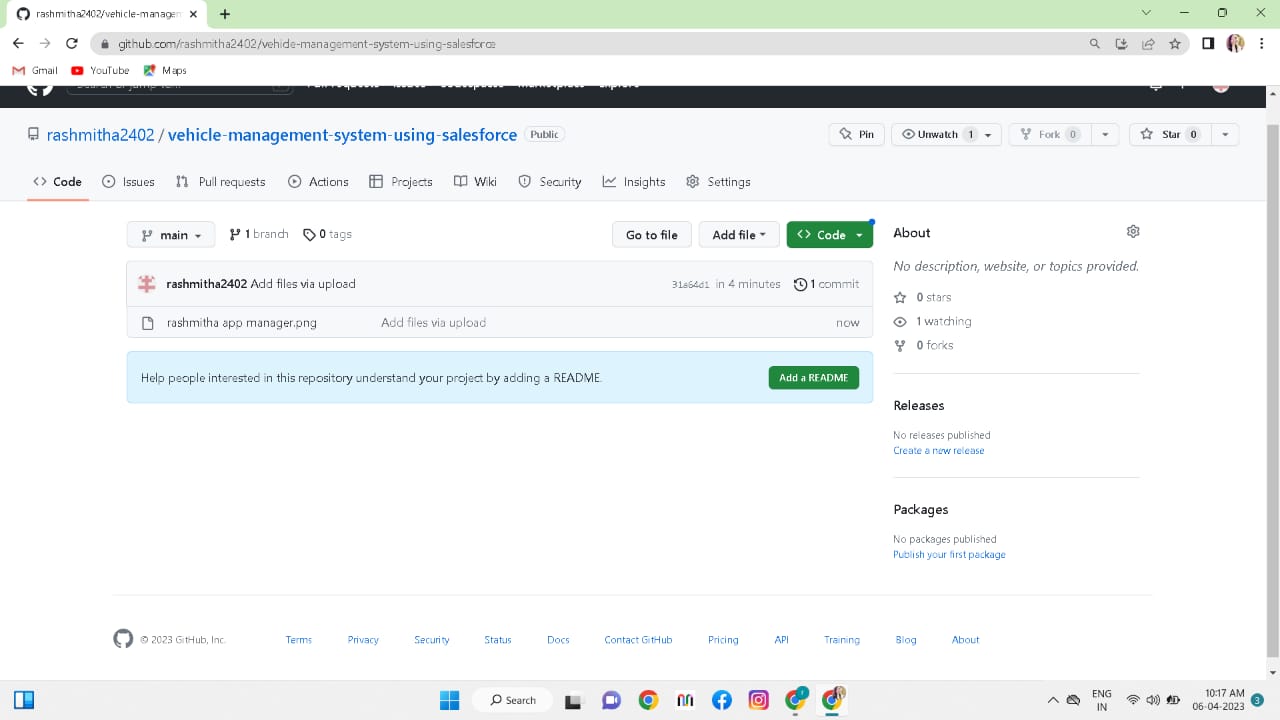 rashmitha2402/vehicle-managem
github.com/rashmitha2402/vehicle-management-system-using-salesforce
Gmail YouTube Maps
rashmitha2402 / vehicle-management-system-using-salesforce Public
Pin Unwatch 1 Fork 0 Star 0
Code Issues Pull requests Actions Projects Wiki Security Insights Settings
main 1 branch 0 tags Go to file Add file Code
About
No description, website, or topics provided.
rashmitha2402 Add files via upload 31a64d1 in 4 minutes 1 commit
rashmitha app manager.png Add files via upload now
0 stars
1 watching
0 forks
Help people interested in this repository understand your project by adding a README. Add a README
Releases
No releases published
Create a new release
Packages
No packages published
Publish your first package
© 2023 GitHub, Inc. Terms Privacy Security Status Docs Contact GitHub Pricing API Training Blog About
Search
ENG
IN
10:17 AM
06-04-2023
3